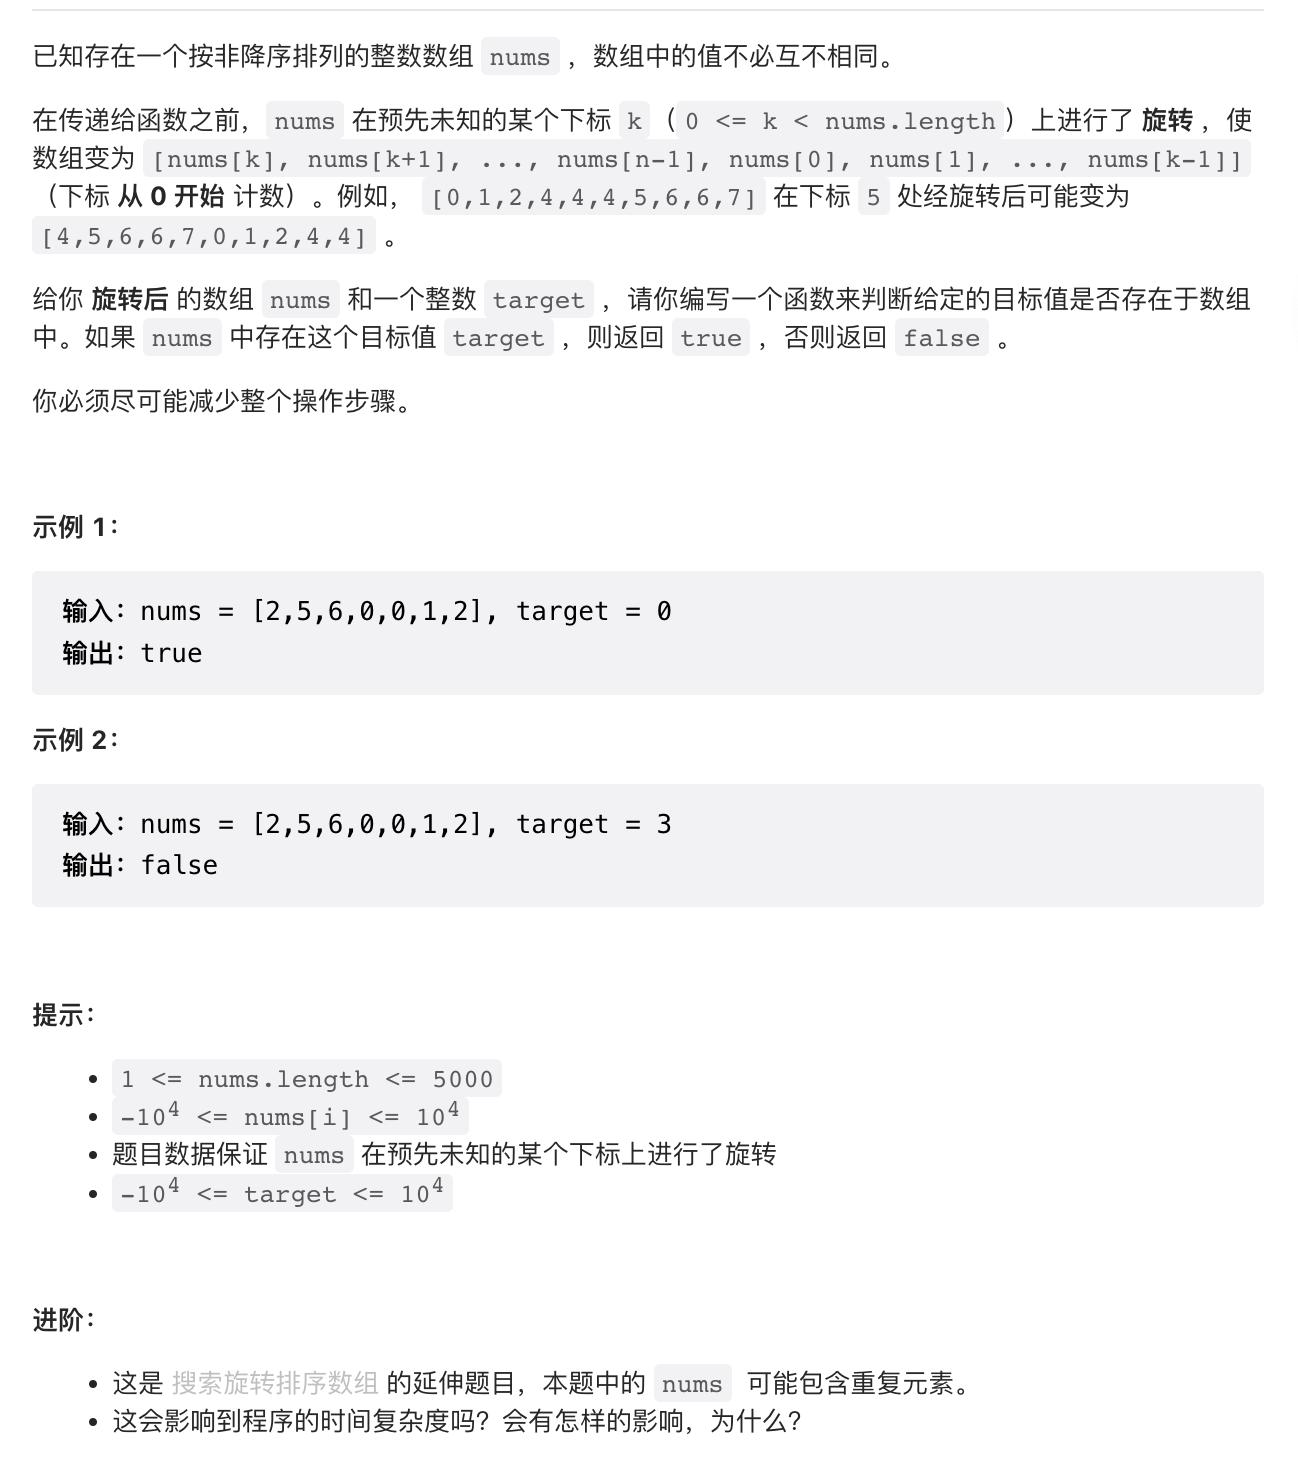 已知存在一个按非降序排列的整数数组 nums ，数组中的值不必互不相同。
在传递给函数之前，nums 在预先未知的某个下标 k（0 <= k < nums.length）上进行了 旋转 ，使
数组变为 [nums[k], nums[k+1], ..., nums[n-1], nums[0], nums[1], ..., nums[k-1]]
（下标 从 0 开始 计数）。例如， [0,1,2,4,4,4,5,6,6,7] 在下标 5 处经旋转后可能变为
[4,5,6,6,7,0,1,2,4,4] 。
给你 旋转后 的数组 nums 和一个整数 target ，请你编写一个函数来判断给定的目标值是否存在于数组
中。如果 nums 中存在这个目标值 target ，则返回 true ，否则返回 false 。
你必须尽可能减少整个操作步骤。
示例 1：
输入：nums = [2,5,6,0,0,1,2], target = 0
输出：true
示例 2：
输入：nums = [2,5,6,0,0,1,2], target = 3
输出：false
提示：
• 1 <= nums.length <= 5000
• -10⁴ <= nums[i] <= 10⁴
• 题目数据保证 nums 在预先未知的某个下标上进行了旋转
• -10⁴ <= target <= 10⁴
进阶：
• 这是 搜索旋转排序数组 的延伸题目，本题中的 nums 可能包含重复元素。
• 这会影响到程序的时间复杂度吗？会有怎样的影响，为什么？